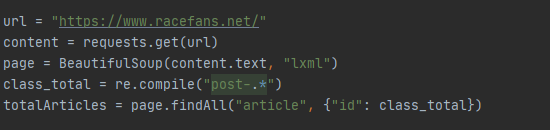 url = "https://www.racefans.net/"
content = requests.get(url)
page = BeautifulSoup(content.text, "lxml")
class_total = re.compile("post-.*")
totalArticles = page.findAll("article", {"id": class_total})